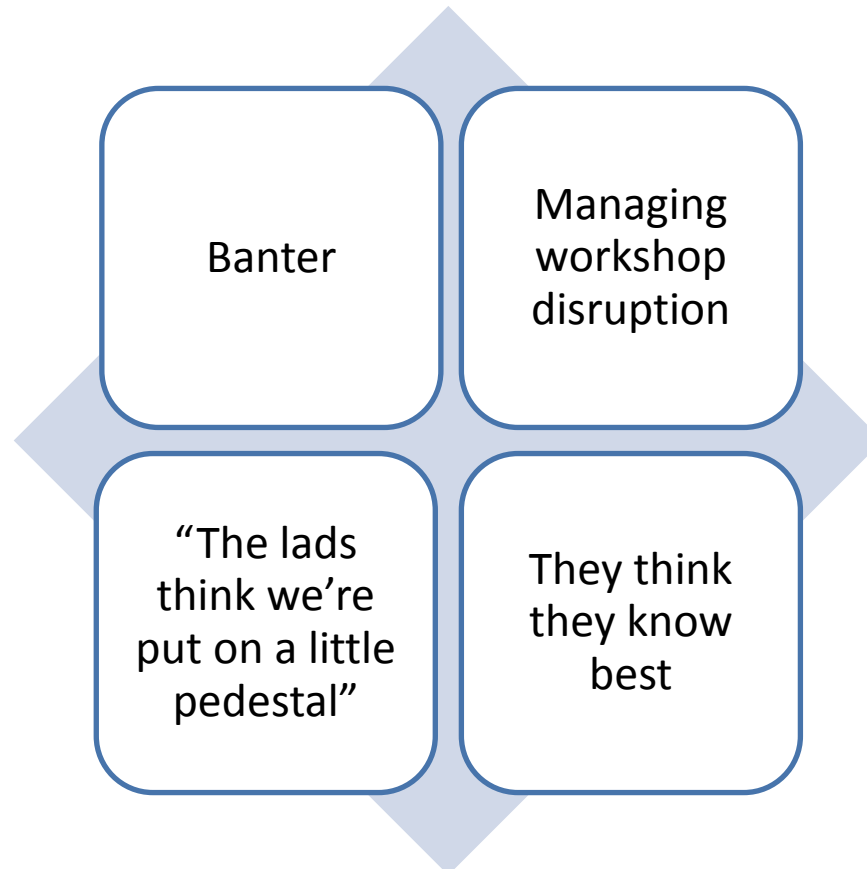 Banter
Managing
workshop
disruption
“The lads
think we’re
put on a little
pedestal”
They think
they know
best